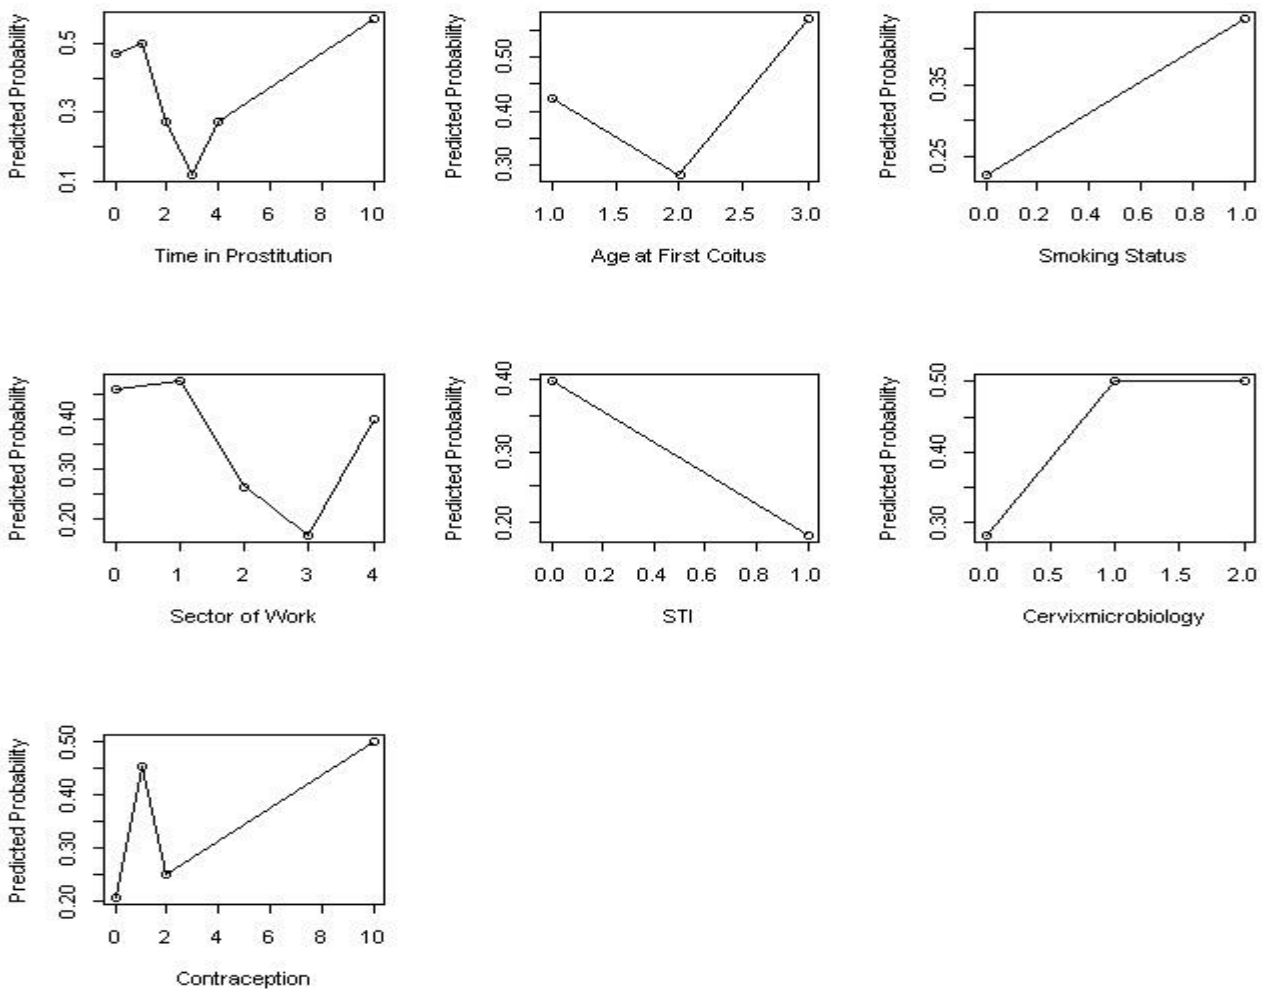 Predicted Probability
0.5
0.3
0.1
0 2 4 6 8 10
Time in Prostitution
Predicted Probability
0.50
0.40
0.30
1.0 1.5 2.0 2.5 3.0
Age at First Coitus
Predicted Probability
0.35
0.25
0.0 0.2 0.4 0.6 0.8 1.0
Smoking Status
Predicted Probability
0.40
0.30
0.20
0 1 2 3 4
Sector of Work
Predicted Probability
0.40
0.30
0.20
0.0 0.2 0.4 0.6 0.8 1.0
STI
Predicted Probability
0.50
0.40
0.30
0.0 0.5 1.0 1.5 2.0
Cervixmicrobiology
Predicted Probability
0.50
0.40
0.30
0.20
0 2 4 6 8 10
Contraception